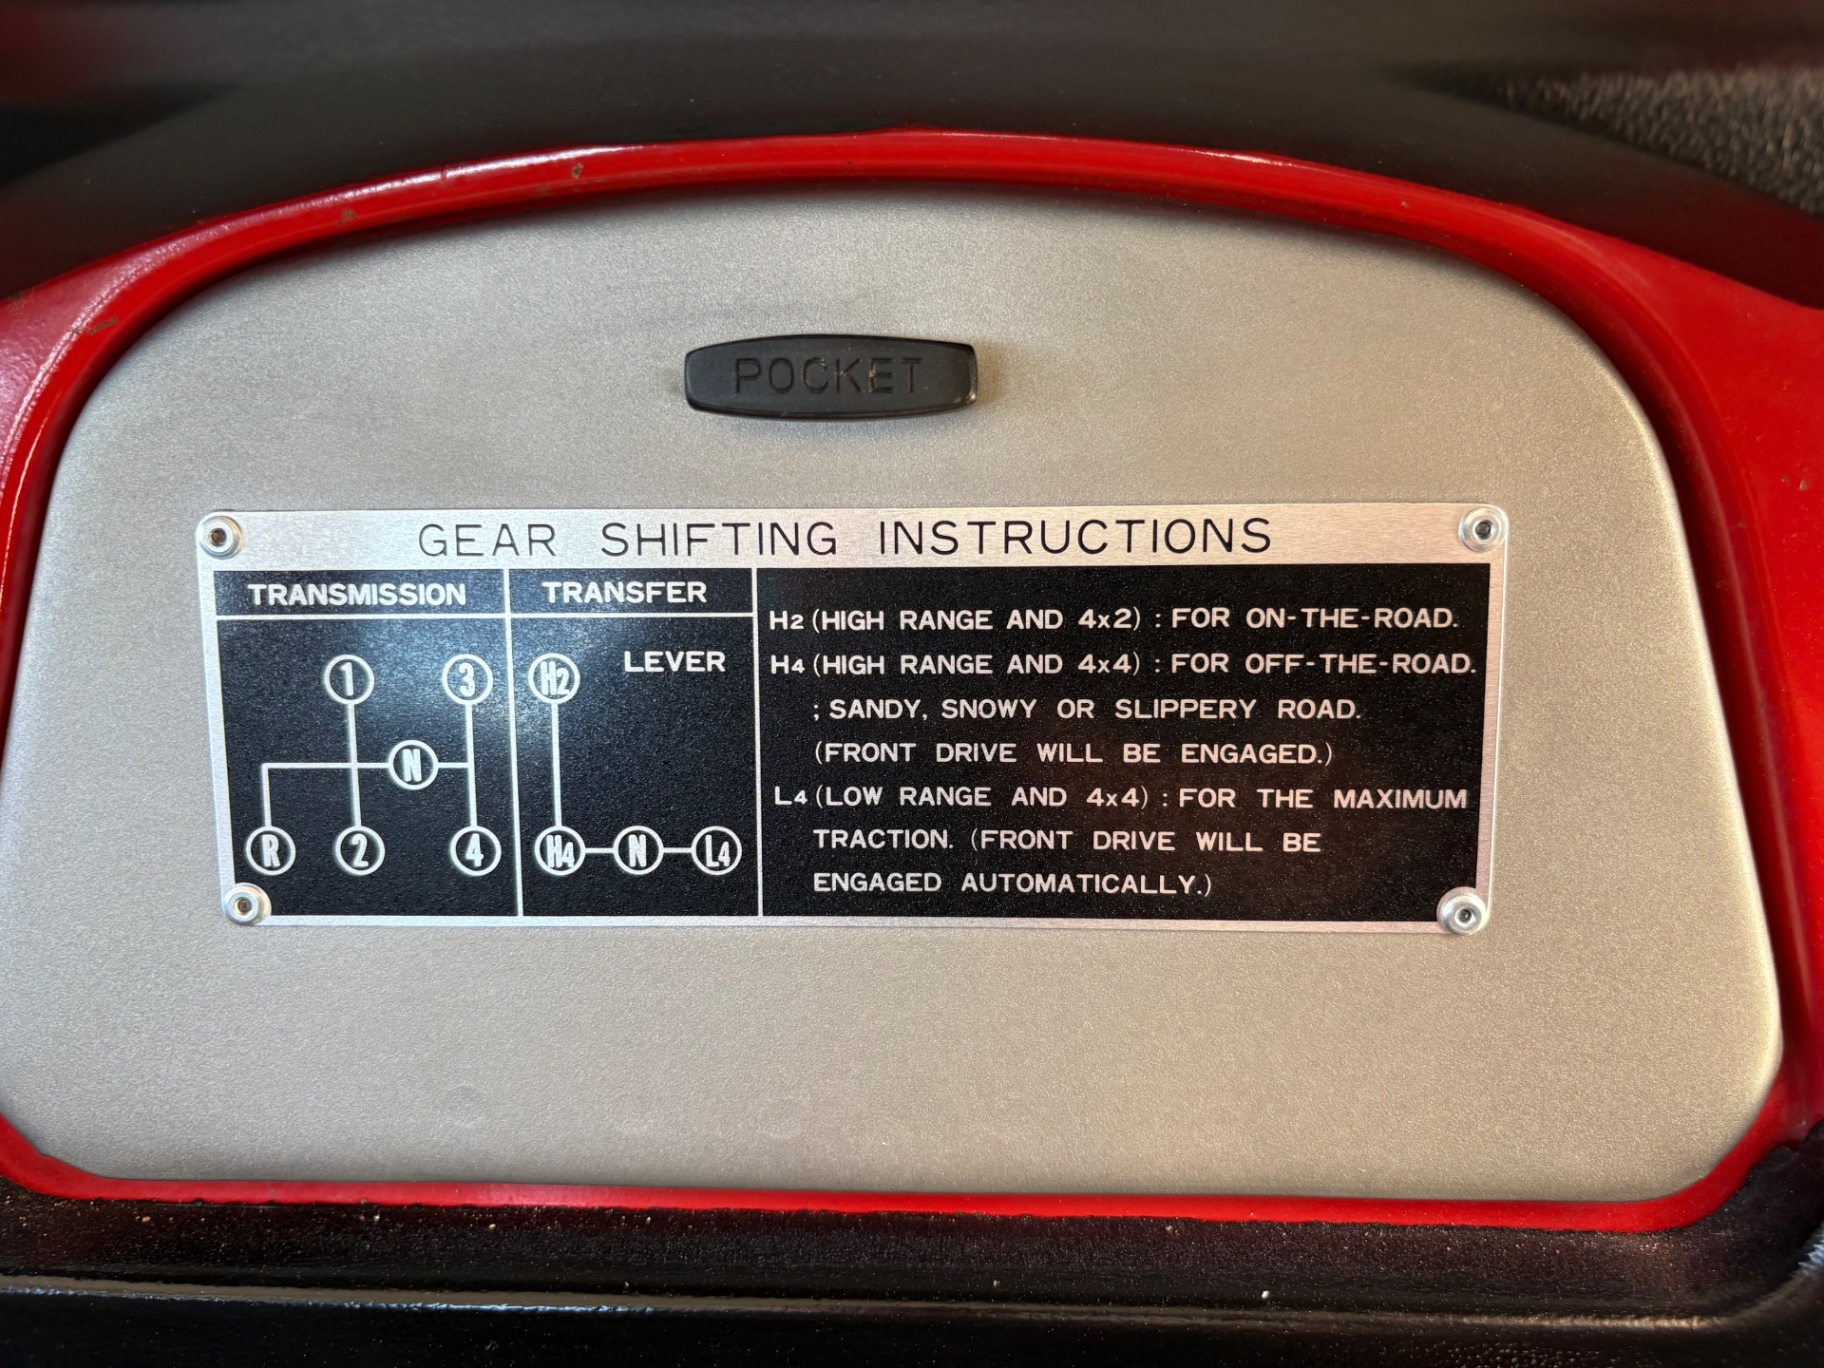 POCKET
GEAR SHIFTING INSTRUCTIONS
TRANSMISSION
1 3
N
R 2 4
TRANSFER
H2 LEVER
H4 N L4
H2 (HIGH RANGE AND 4x2) : FOR ON-THE-ROAD.
H4 (HIGH RANGE AND 4x4) : FOR OFF-THE-ROAD.
; SANDY, SNOWY OR SLIPPERY ROAD.
(FRONT DRIVE WILL BE ENGAGED.)
L4 (LOW RANGE AND 4x4) : FOR THE MAXIMUM
TRACTION. (FRONT DRIVE WILL BE
ENGAGED AUTOMATICALLY.)